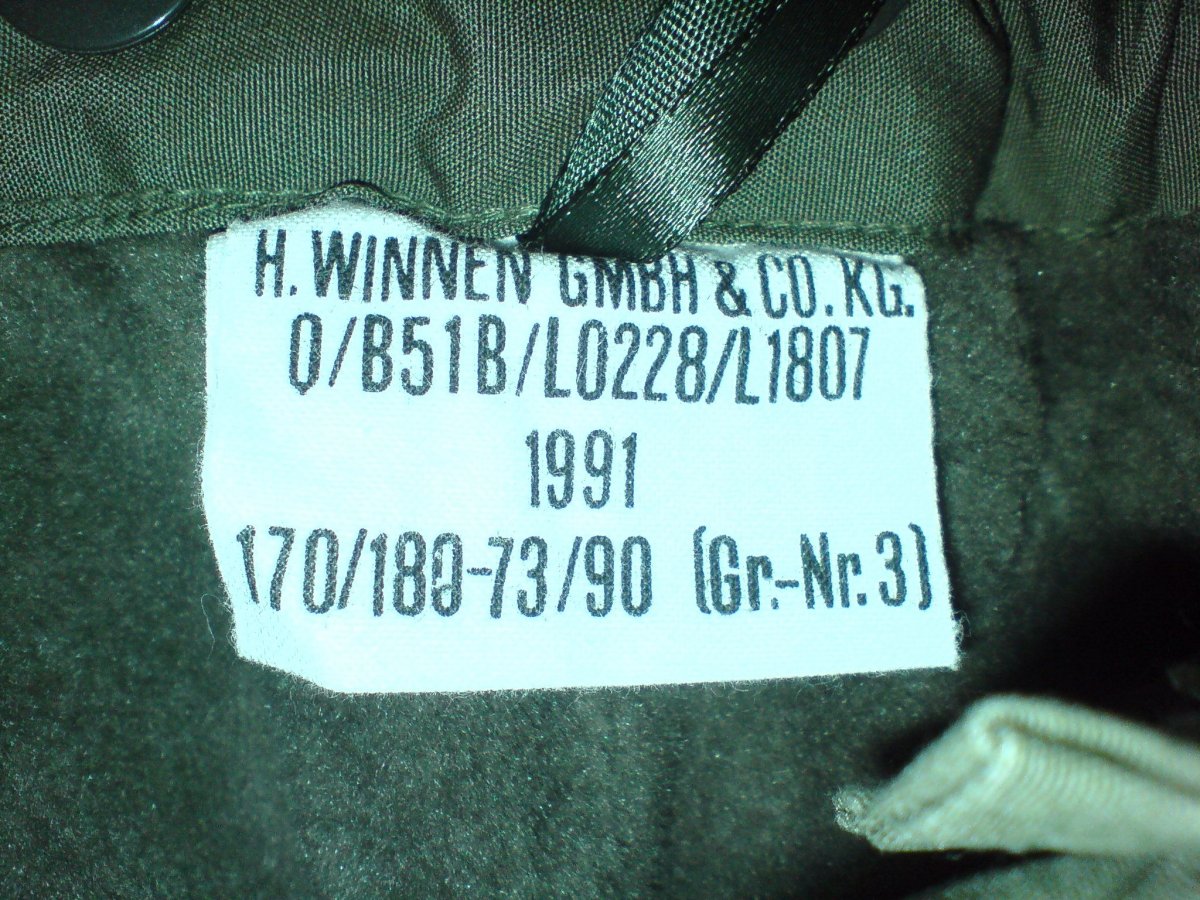 H. WINNEN GMBH & CO. KG.
Q/B51B/L0228/L1807
1991
170/180-73/90 (Gr.-Nr.3)